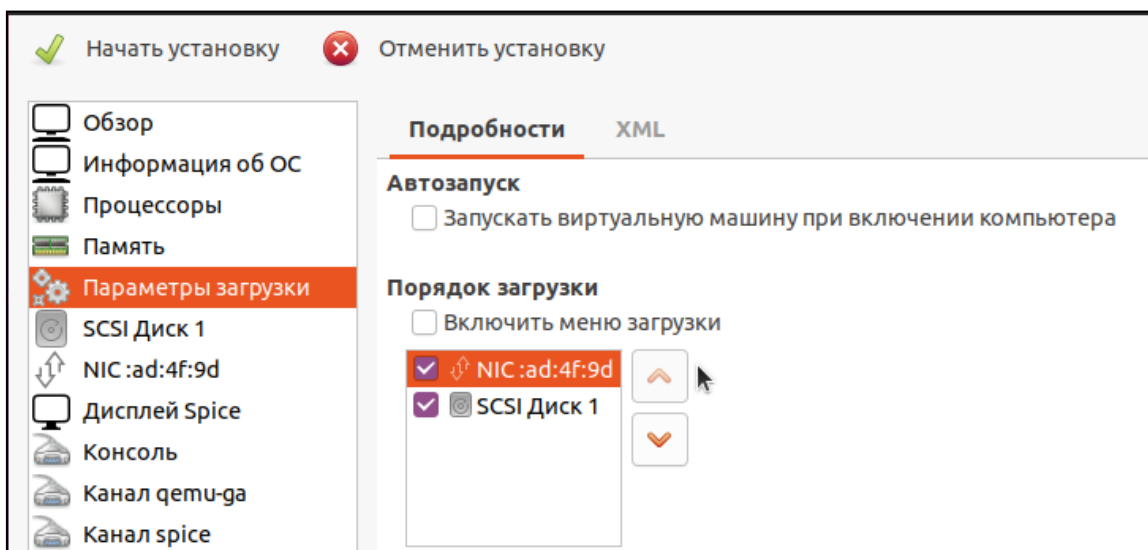 Начать установку
Отменить установку
Обзор
Информация об ОС
Процессоры
Память
Параметры загрузки
SCSI Диск 1
NIC :ad:4f:9d
Дисплей Spice
Консоль
Канал qemu-ga
Канал spice
Подробности
XML
Автозапуск
Запускать виртуальную машину при включении компьютера
Порядок загрузки
Включить меню загрузки
NIC :ad:4f:9d
SCSI Диск 1